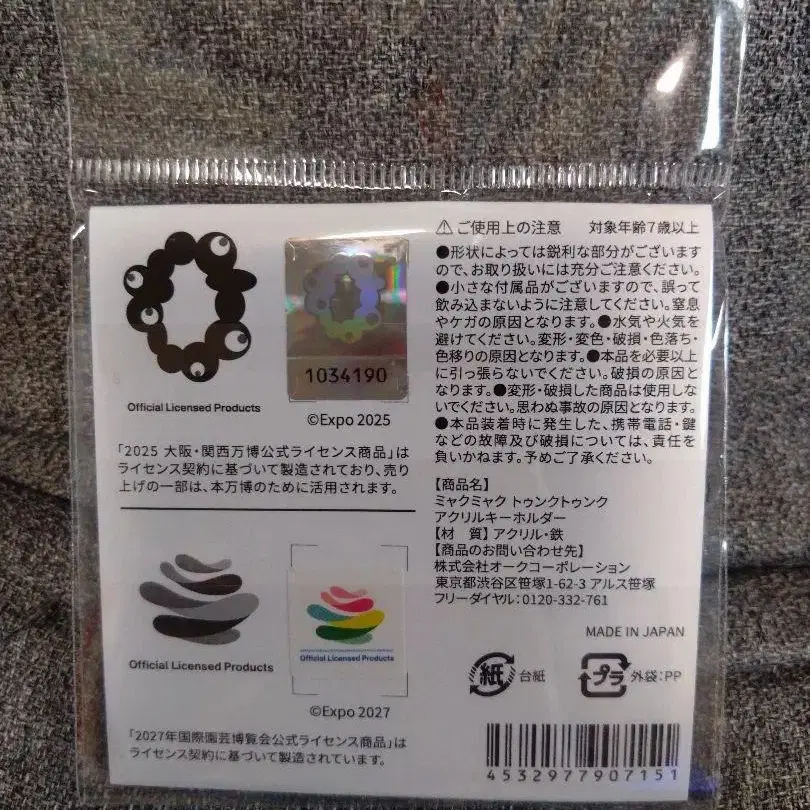 Official Licensed Products
1034190
©Expo 2025
「2025 大阪・関西万博公式ライセンス商品」は
ライセンス契約に基づいて製造されており、売り
上げの一部は、本万博のために活用されます。
Official Licensed Products
Official Licensed Products
©Expo 2027
「2027年国際園芸博覧会公式ライセンス商品」は
ライセンス契約に基づいて製造されています。
⚠ご使用上の注意 対象年齢7歳以上
●形状によっては鋭利な部分がございます
ので、お取り扱いには充分ご注意ください。
●小さな付属品がございますので、誤って
飲み込まないように注意してください。窒息
やケガの原因となります。●水気や火気を
避けてください。変形・変色・破損・色落ち・
色移りの原因となります。●本品を必要以上
に引っ張らないでください。破損の原因と
なります。●変形・破損した商品は使用しな
いでください。思わぬ事故の原因となります。
●本品装着時に発生した、携帯電話・鍵
などの故障及び破損については、責任を
負いかねます。予めご了承ください。
【商品名】
ミャクミャク トゥンクトゥンク
アクリルキーホルダー
【材 質】アクリル・鉄
【商品のお問い合わせ先】
株式会社オークコーポレーション
東京都渋谷区笹塚1-62-3 アルス笹塚
フリーダイヤル:0120-332-761
MADE IN JAPAN
紙 台紙 プラ 外袋:PP
4532977907151